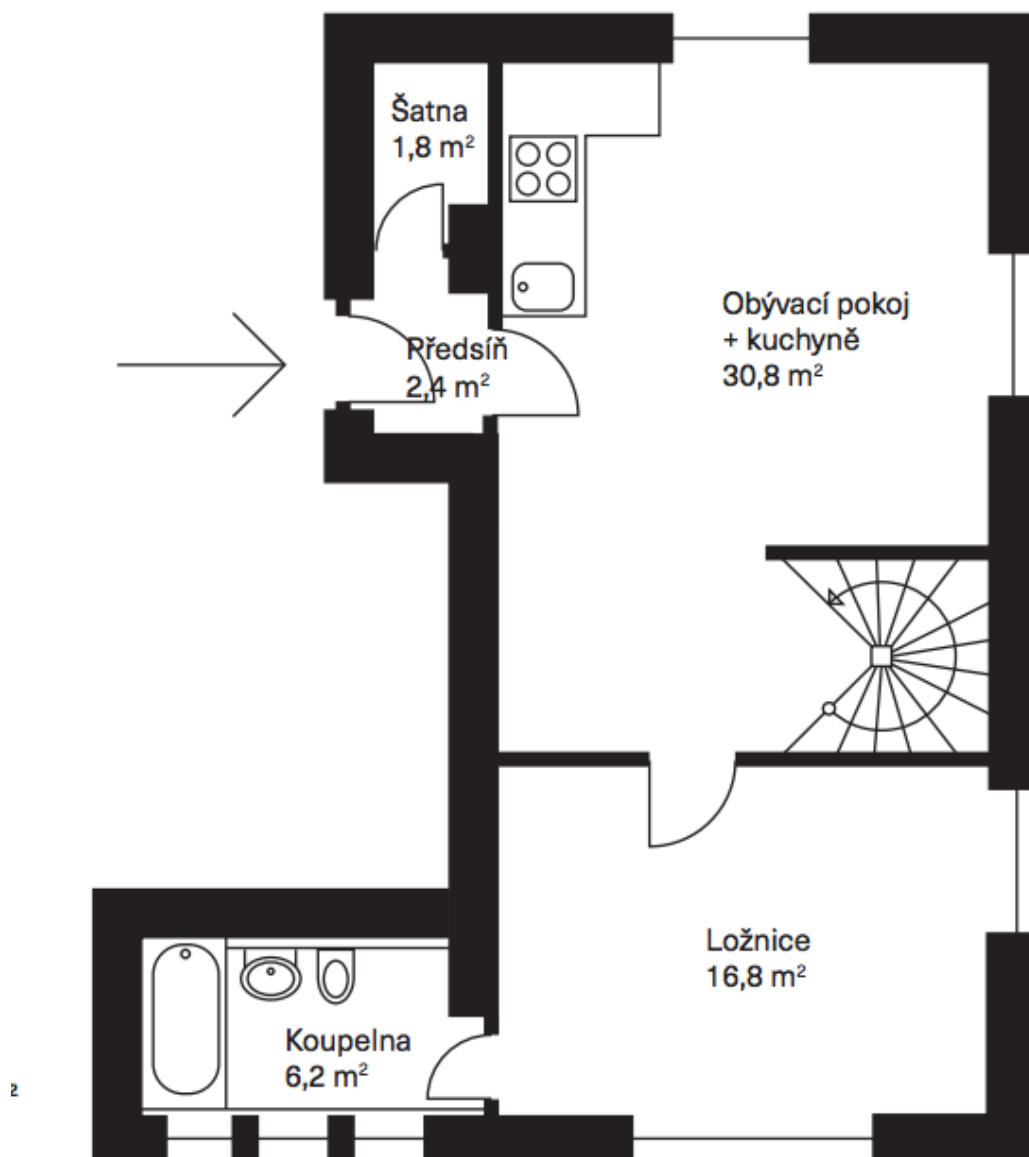 Šatna
1,8 m²
Předsíň
2,4 m²
Obývací pokoj
+ kuchyně
30,8 m²
Ložnice
16,8 m²
Koupelna
6,2 m²
²